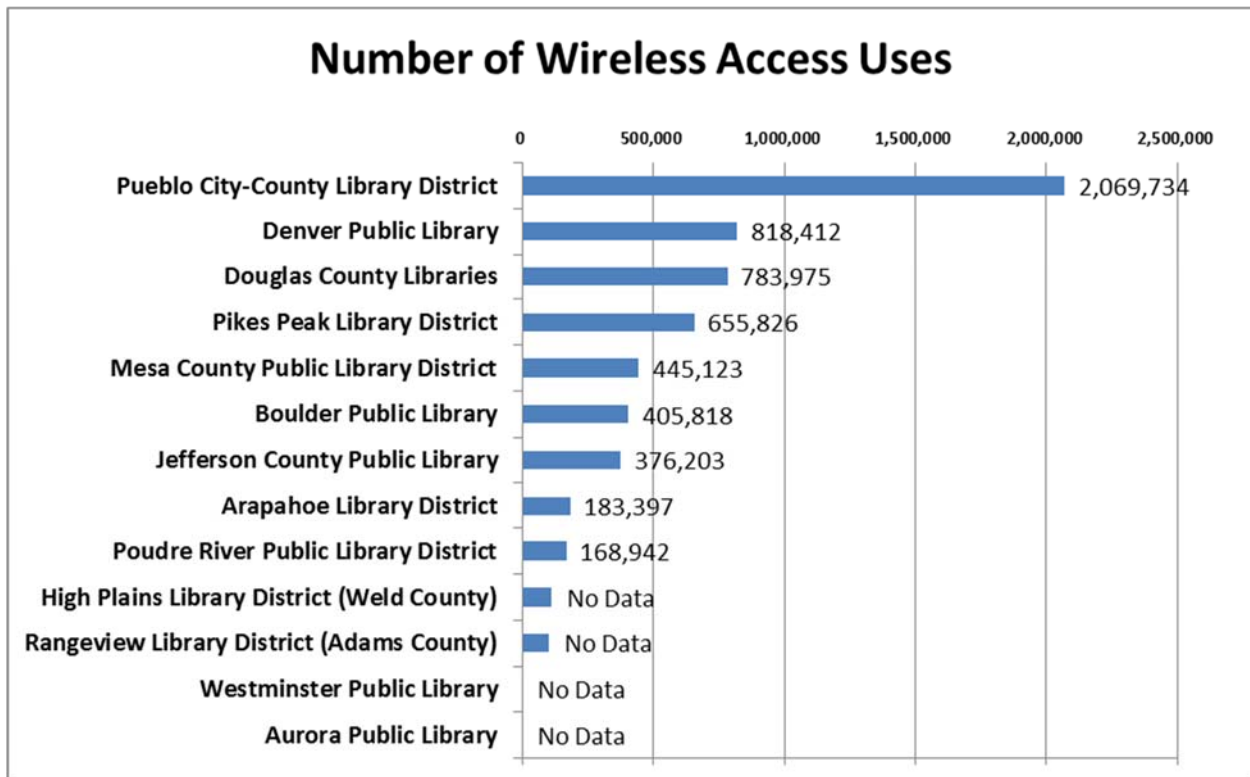 Number of Wireless Access Uses
0 500,000 1,000,000 1,500,000 2,000,000 2,500,000
Pueblo City-County Library District 2,069,734
Denver Public Library 818,412
Douglas County Libraries 783,975
Pikes Peak Library District 655,826
Mesa County Public Library District 445,123
Boulder Public Library 405,818
Jefferson County Public Library 376,203
Arapahoe Library District 183,397
Poudre River Public Library District 168,942
High Plains Library District (Weld County) No Data
Rangeview Library District (Adams County) No Data
Westminster Public Library No Data
Aurora Public Library No Data